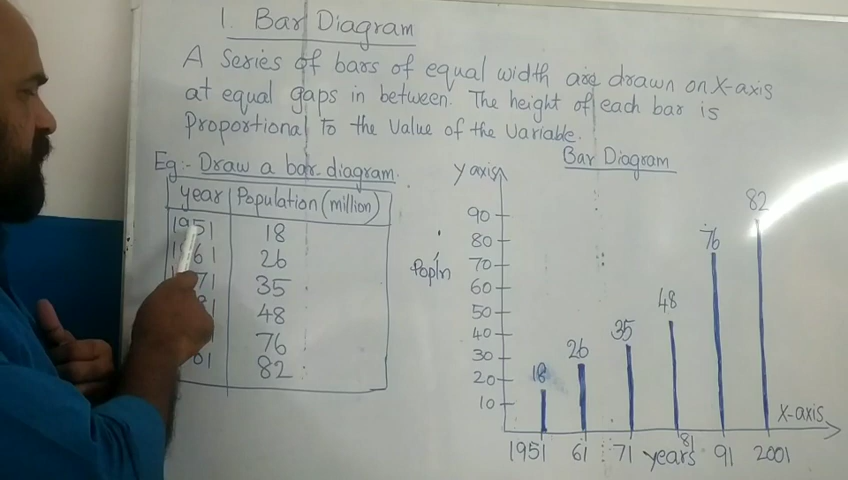 1. Bar Diagram
A Series of bars of equal width are drawn on X-axis
at equal gaps in between. The height of each bar is
Proportional To the Value of the Variable.
Eg:- Draw a bar diagram.
year Population (million)
1951 18
61 26
71 35
48
76
01 82
Bar Diagram
y axis
Popln
90
80
70
60
50
40
30
20
10
18 26 35 48 76 82
X-axis
1951 61 71 81 91 2001
years